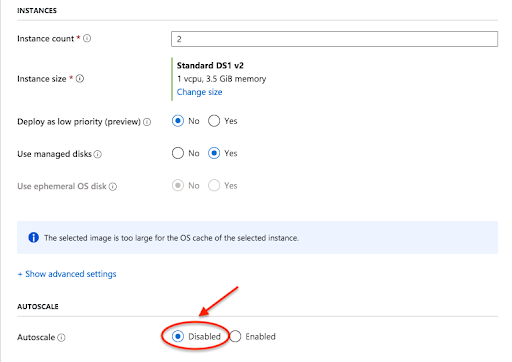 INSTANCES
Instance count *
2
Instance size *
Standard DS1 v2
1 vcpu, 3.5 GiB memory
Change size
Deploy as low priority (preview)
No Yes
Use managed disks
No Yes
Use ephemeral OS disk
No Yes
The selected image is too large for the OS cache of the selected instance.
+ Show advanced settings
AUTOSCALE
Autoscale
Disabled Enabled